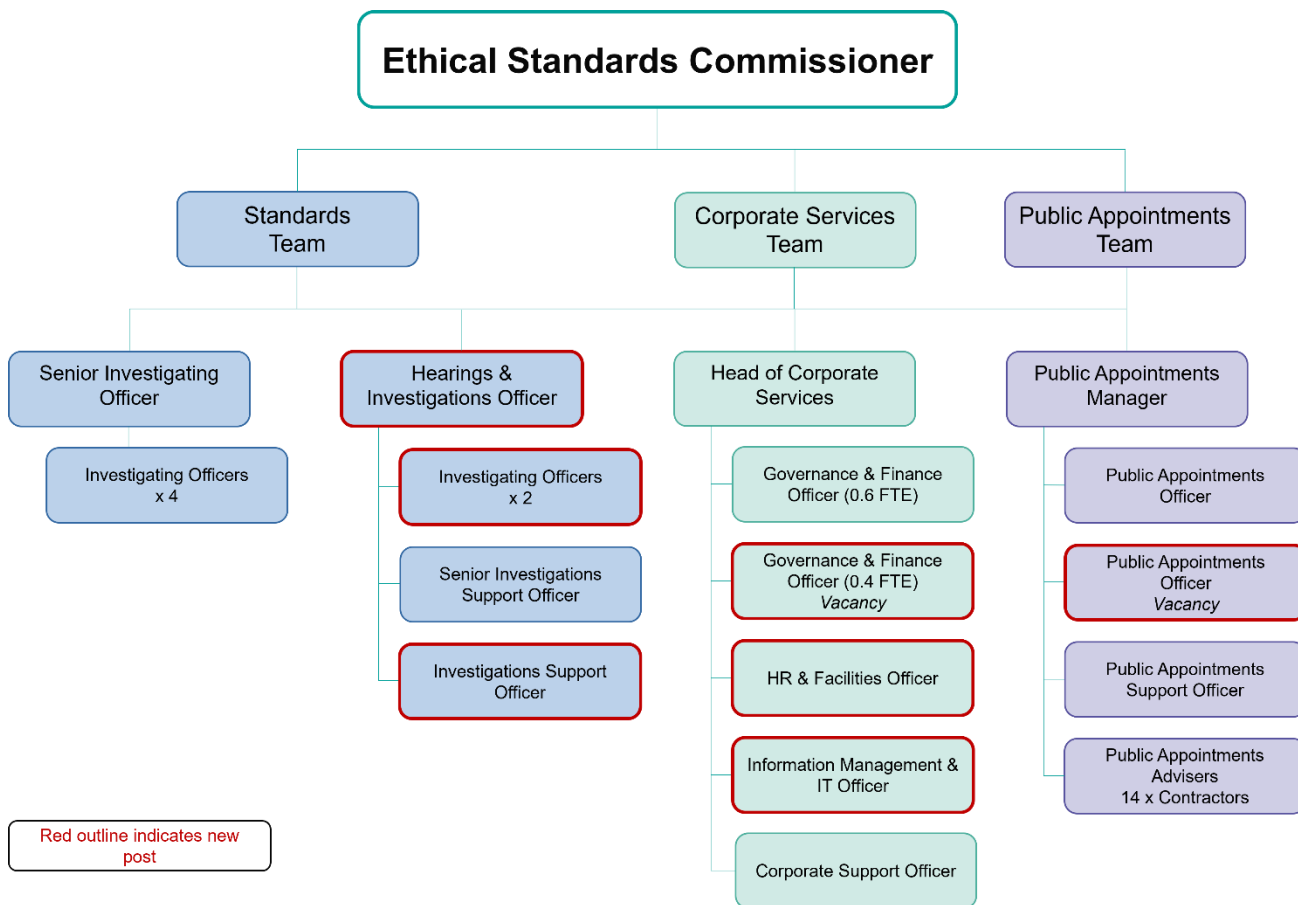 Ethical Standards Commissioner
Standards
Team
Corporate Services
Team
Public Appointments
Team
Senior Investigating
Officer
Hearings &
Investigations Officer
Head of Corporate
Services
Public Appointments
Manager
Investigating Officers
x 4
Investigating Officers
x 2
Senior Investigations
Support Officer
Investigations Support
Officer
Governance & Finance
Officer (0.6 FTE)
Governance & Finance
Officer (0.4 FTE)
Vacancy
HR & Facilities Officer
Information Management &
IT Officer
Corporate Support Officer
Public Appointments
Officer
Public Appointments
Officer
Vacancy
Public Appointments
Support Officer
Public Appointments
Advisers
14 x Contractors
Red outline indicates new
post